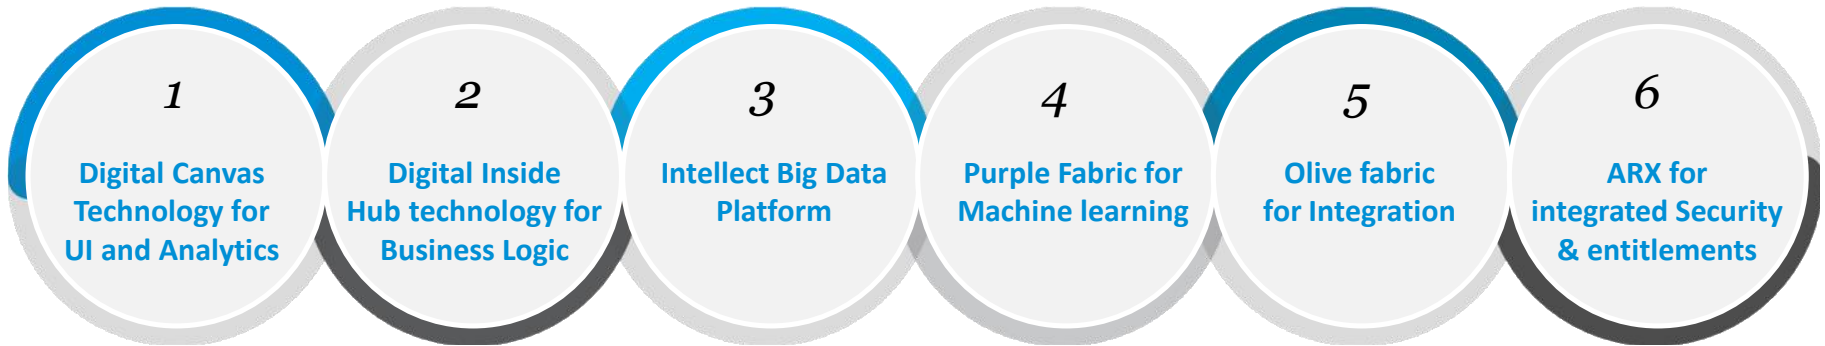 1
Digital Canvas
Technology for
UI and Analytics
2
Digital Inside
Hub technology for
Business Logic
3
Intellect Big Data
Platform
4
Purple Fabric for
Machine learning
5
Olive fabric
for Integration
6
ARX for
integrated Security
& entitlements